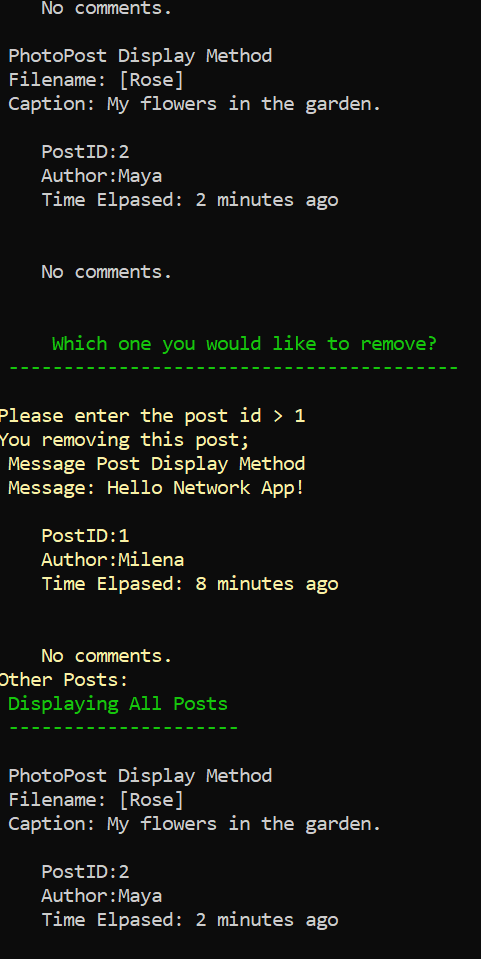 No comments.
PhotoPost Display Method
Filename: [Rose]
Caption: My flowers in the garden.
PostID:2
Author:Maya
Time Elpased: 2 minutes ago
No comments.
Which one you would like to remove?
-----------------------------------------
Please enter the post id > 1
You removing this post;
Message Post Display Method
Message: Hello Network App!
PostID:1
Author:Milena
Time Elpased: 8 minutes ago
No comments.
Other Posts:
Displaying All Posts
---------------------
PhotoPost Display Method
Filename: [Rose]
Caption: My flowers in the garden.
PostID:2
Author:Maya
Time Elpased: 2 minutes ago